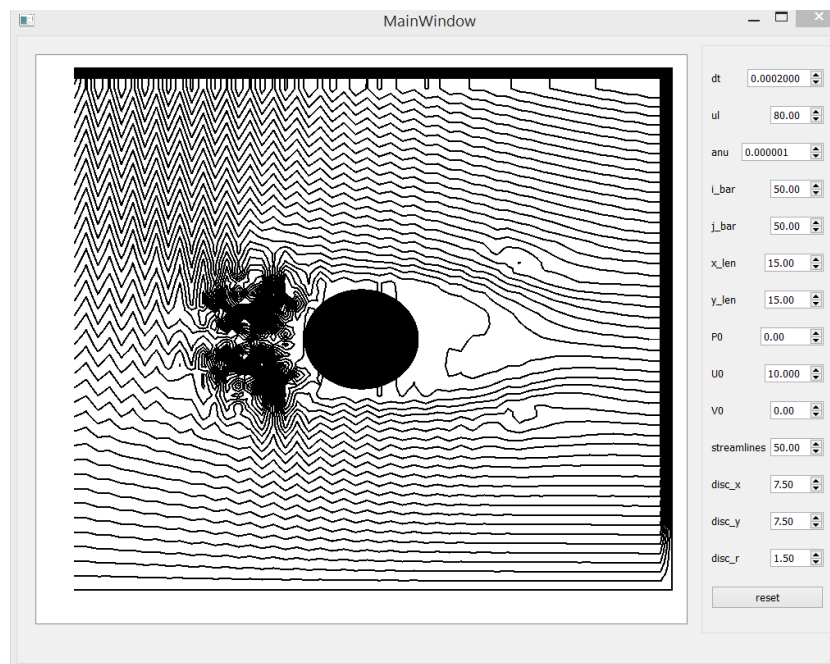 MainWindow
dt 0.0002000
ul 80.00
anu 0.000001
i_bar 50.00
j_bar 50.00
x_len 15.00
y_len 15.00
P0 0.00
U0 10.000
V0 0.00
streamlines 50.00
disc_x 7.50
disc_y 7.50
disc_r 1.50
reset